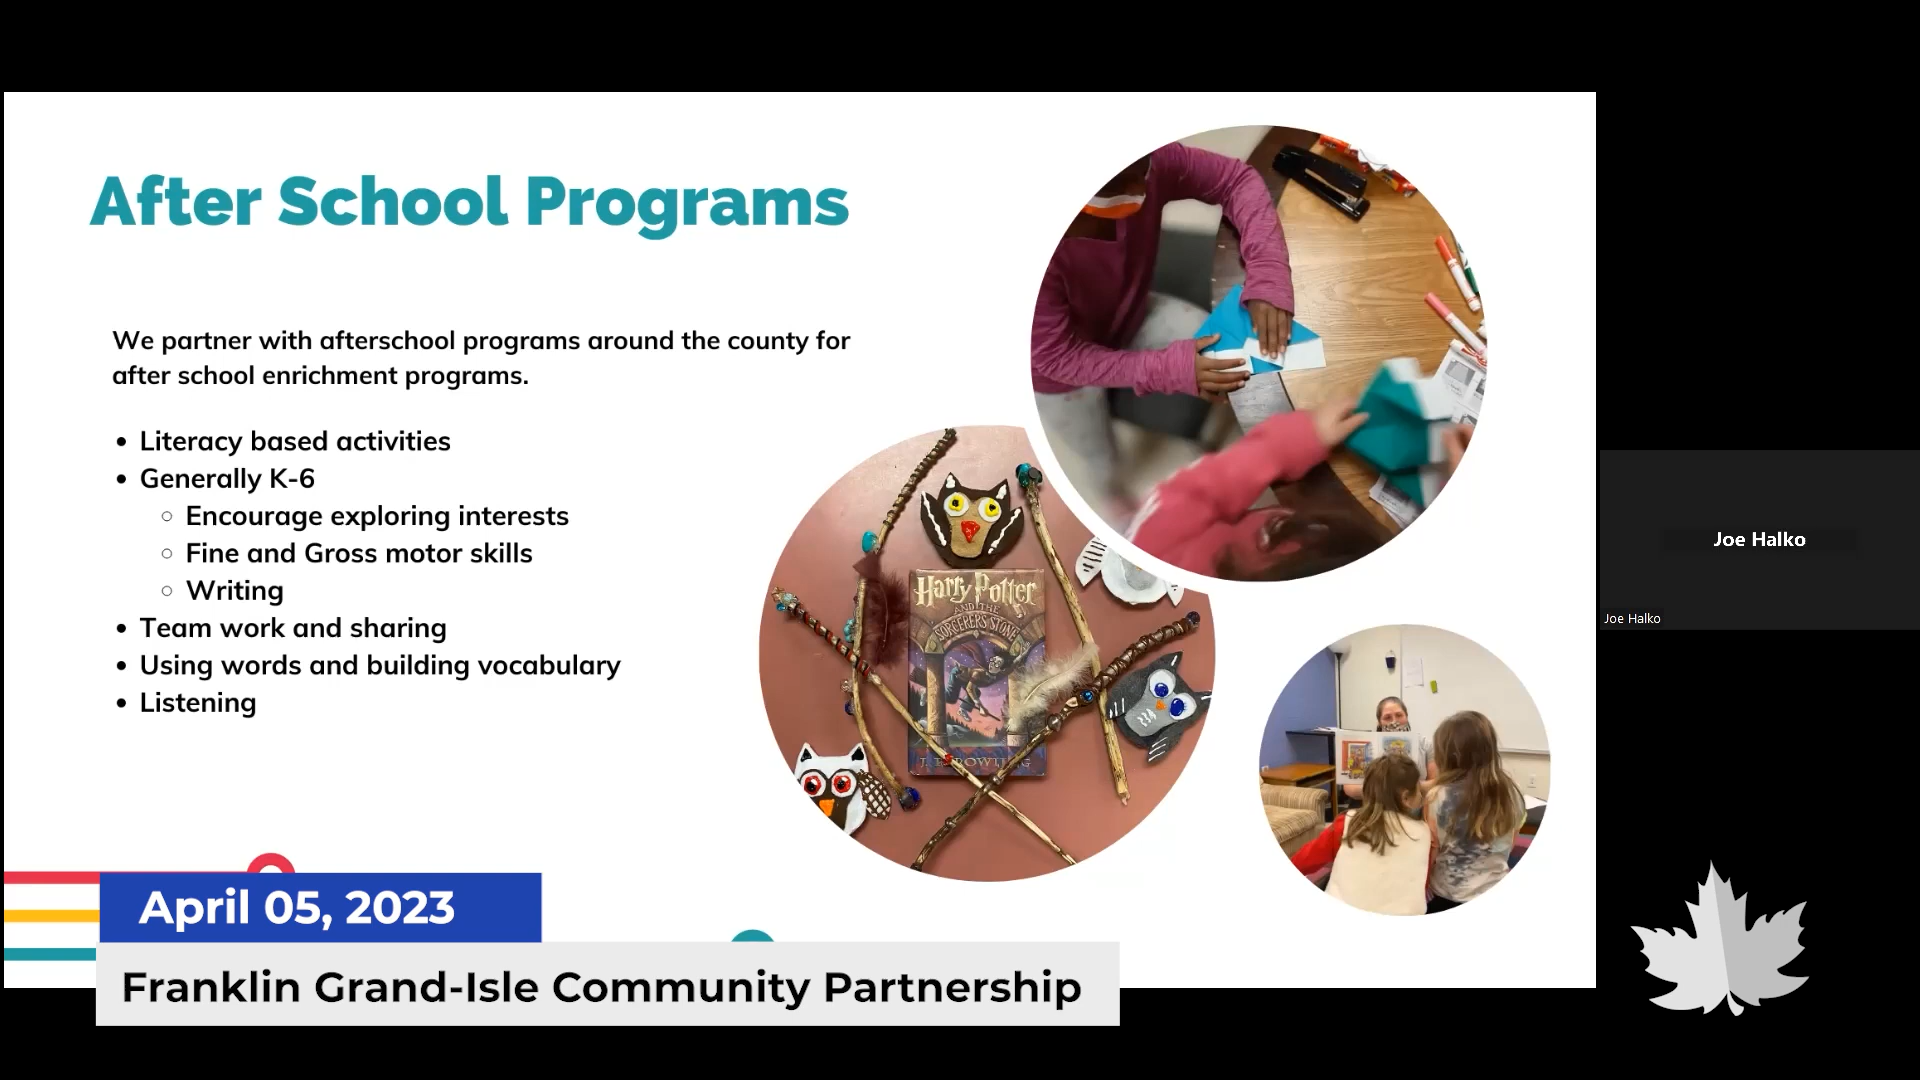 After School Programs
We partner with afterschool programs around the county for
after school enrichment programs.
• Literacy based activities
• Generally K-6
○ Encourage exploring interests
○ Fine and Gross motor skills
○ Writing
• Team work and sharing
• Using words and building vocabulary
• Listening
Harry Potter
AND THE
SORCERER'S STONE
J. K. ROWLING
Joe Halko
Joe Halko
April 05, 2023
Franklin Grand-Isle Community Partnership